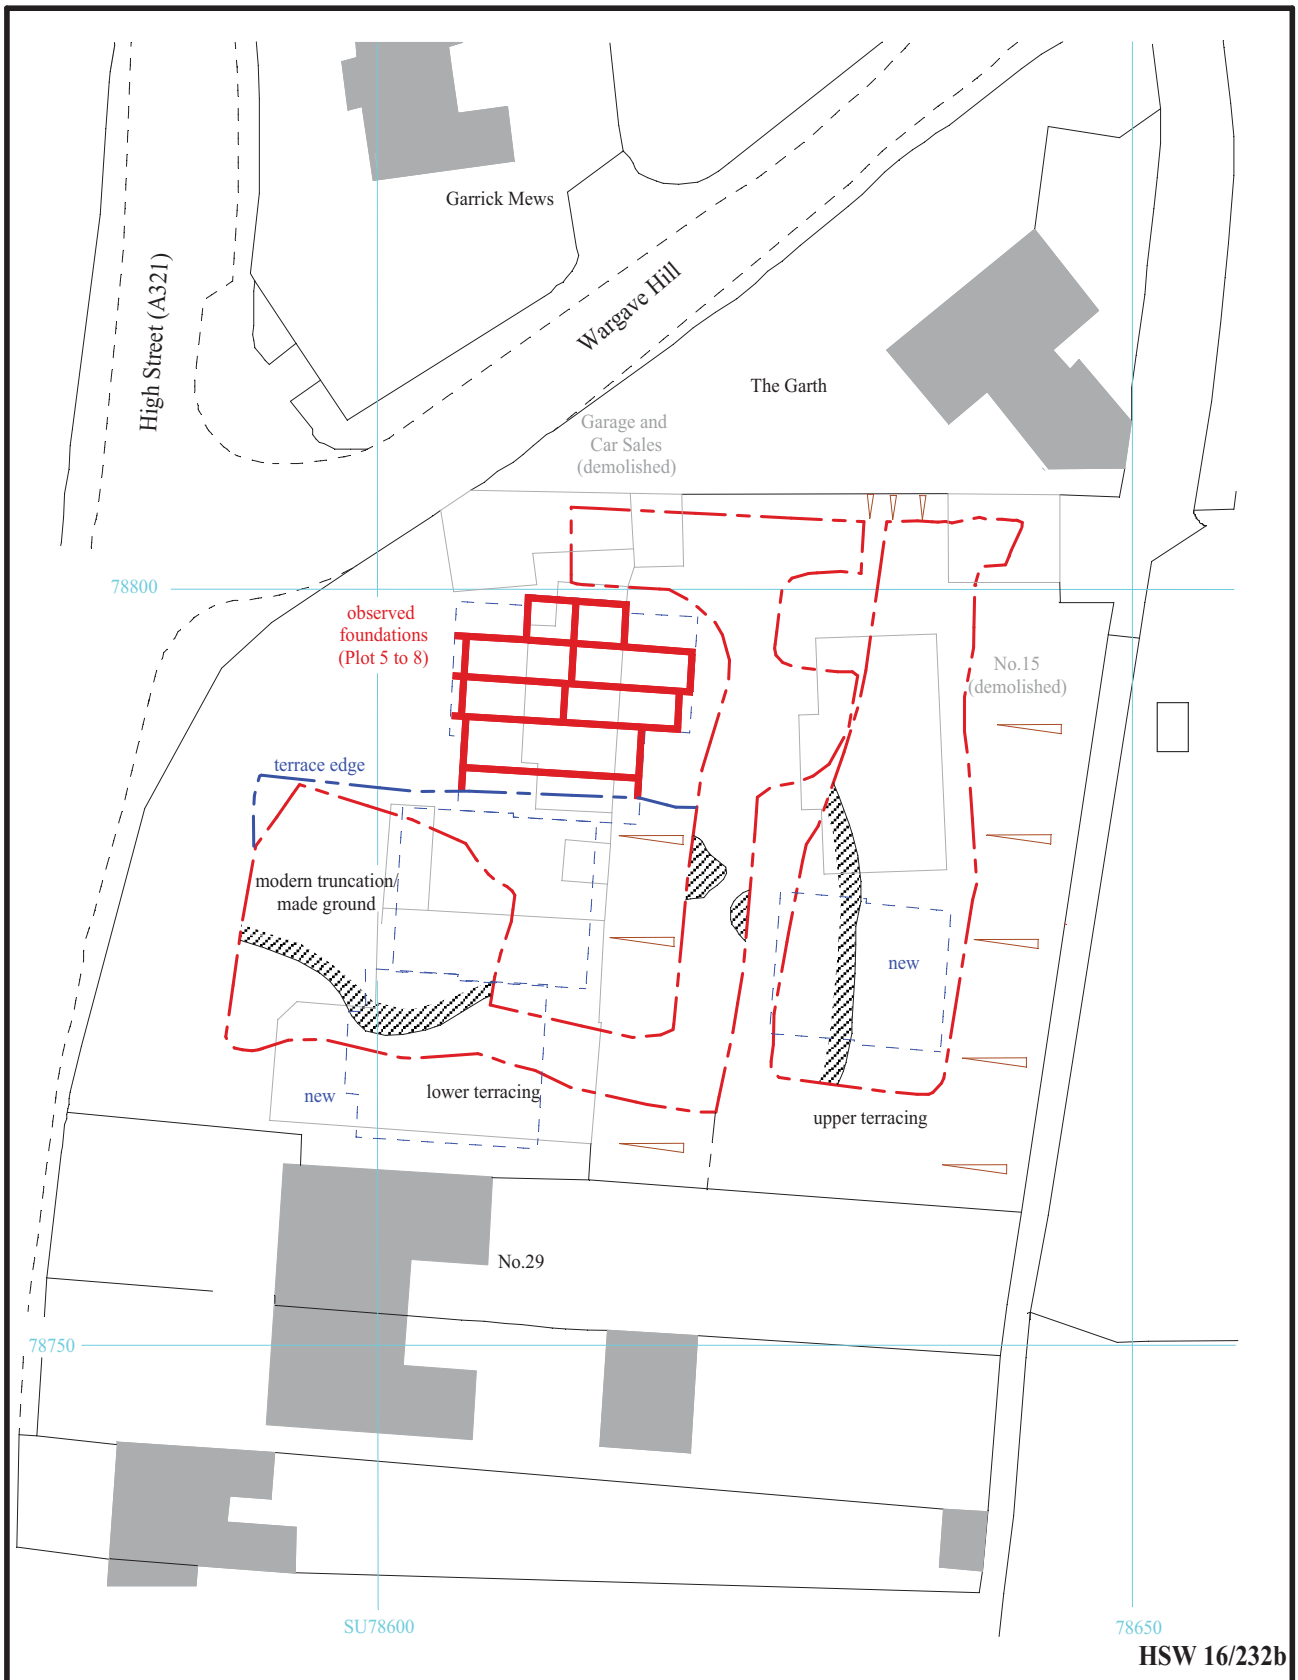 Garrick Mews
High Street (A321)
Wargave Hill
The Garth
Garage and
Car Sales
(demolished)
78800
observed
foundations
(Plot 5 to 8)
No.15
(demolished)
terrace edge
modern truncation/
made ground
new
new
lower terracing
upper terracing
No.29
78750
SU78600
78650
HSW 16/232b